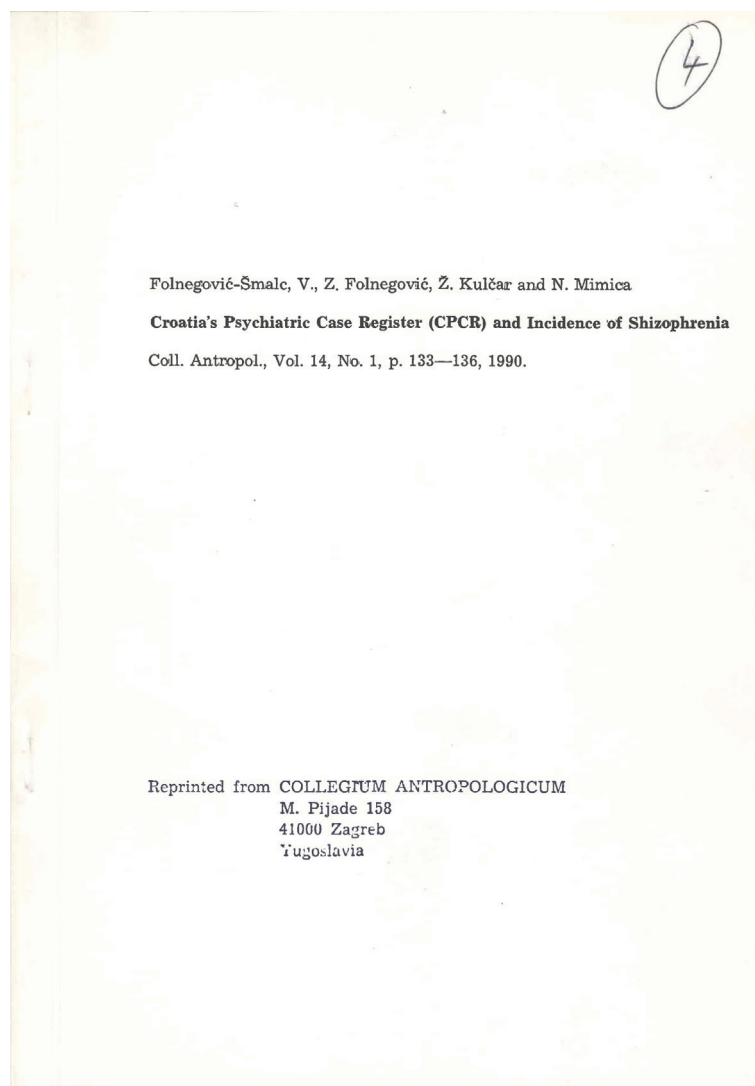 4
Folnegović-Šmalc, V., Z. Folnegović, Ž. Kulčar and N. Mimica
Croatia's Psychiatric Case Register (CPCR) and Incidence of Shizophrenia
Coll. Antropol., Vol. 14, No. 1, p. 133—136, 1990.
Reprinted from COLLEGIUM ANTROPOLOGICUM
M. Pijade 158
41000 Zagreb
Yugoslavia